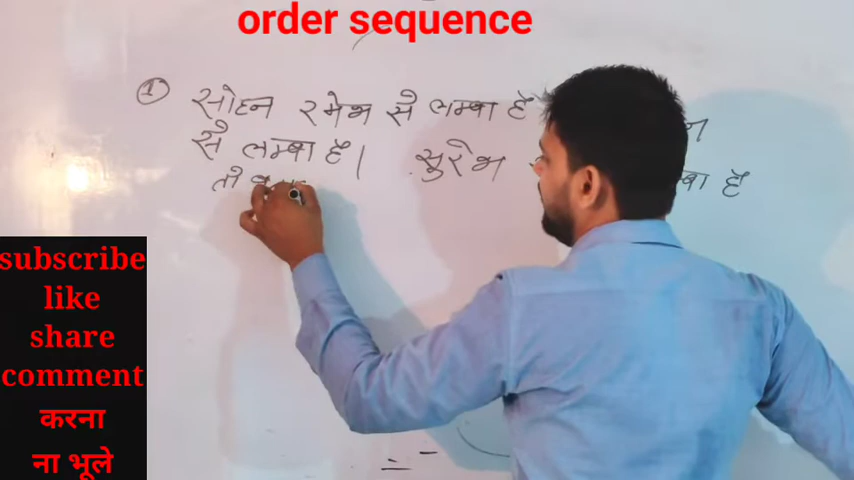 order sequence
① सोहन रमेश से लम्बा है
से लम्बा है। सुरेश है
तो
subscribe
like
share
comment
करना
ना भूले